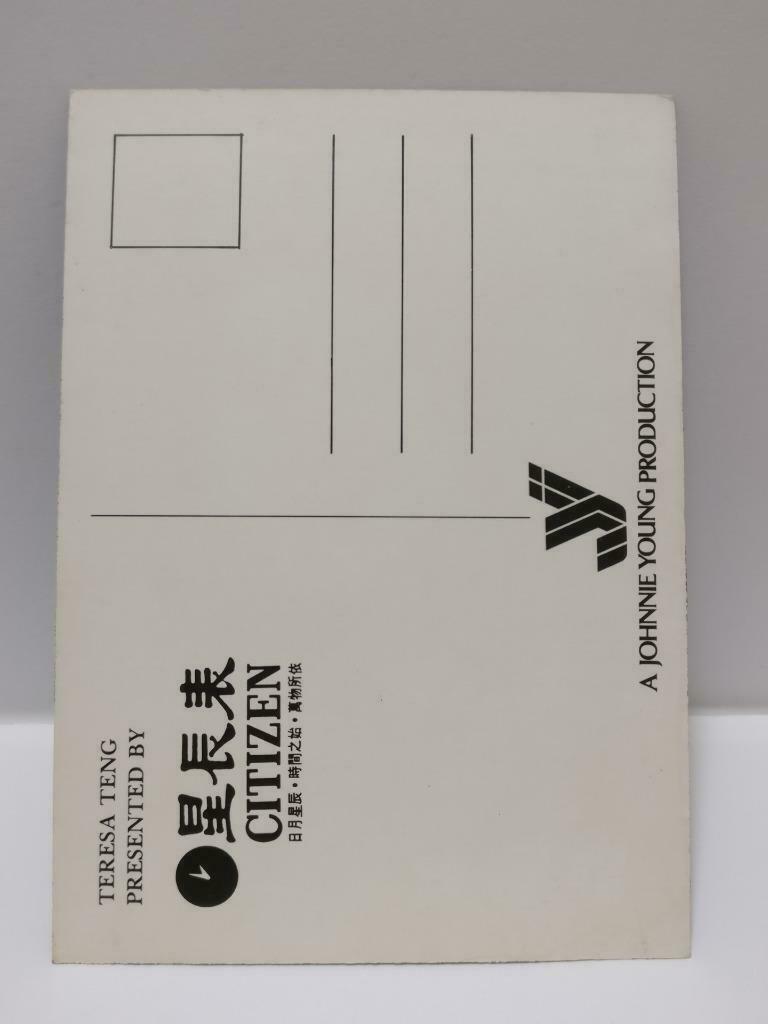 TERESA TENG
PRESENTED BY
星辰表
CITIZEN
日月星辰・時間之始・萬物所依
A JOHNNIE YOUNG PRODUCTION